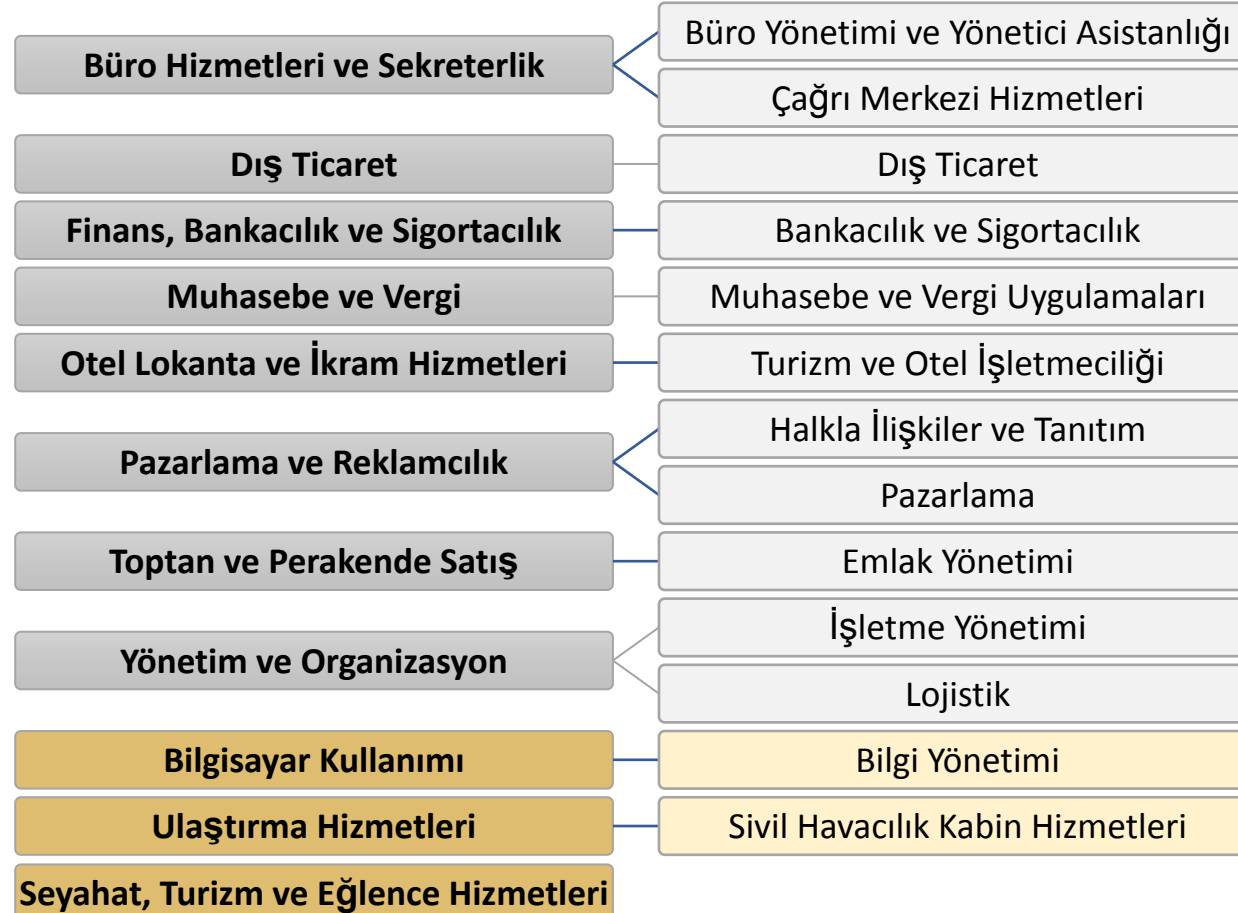 Büro Hizmetleri ve Sekreterlik
Büro Yönetimi ve Yönetici Asistanlığı
Çağrı Merkezi Hizmetleri
Dış Ticaret
Dış Ticaret
Finans, Bankacılık ve Sigortacılık
Bankacılık ve Sigortacılık
Muhasebe ve Vergi
Muhasebe ve Vergi Uygulamaları
Otel Lokanta ve İkram Hizmetleri
Turizm ve Otel İşletmeciliği
Pazarlama ve Reklamcılık
Halkla İlişkiler ve Tanıtım
Pazarlama
Toptan ve Perakende Satış
Emlak Yönetimi
Yönetim ve Organizasyon
İşletme Yönetimi
Lojistik
Bilgisayar Kullanımı
Bilgi Yönetimi
Ulaştırma Hizmetleri
Sivil Havacılık Kabin Hizmetleri
Seyahat, Turizm ve Eğlence Hizmetleri